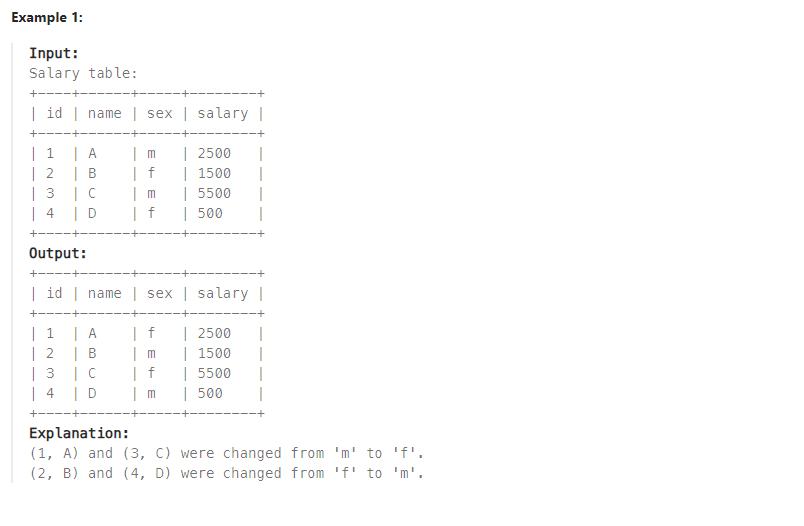 Example 1:
Input:
Salary table:
+----+------+-----+--------+
| id | name | sex | salary |
+----+------+-----+--------+
| 1  | A    | m   | 2500   |
| 2  | B    | f   | 1500   |
| 3  | C    | m   | 5500   |
| 4  | D    | f   | 500    |
+----+------+-----+--------+
Output:
+----+------+-----+--------+
| id | name | sex | salary |
+----+------+-----+--------+
| 1  | A    | f   | 2500   |
| 2  | B    | m   | 1500   |
| 3  | C    | f   | 5500   |
| 4  | D    | m   | 500    |
+----+------+-----+--------+
Explanation:
(1, A) and (3, C) were changed from 'm' to 'f'.
(2, B) and (4, D) were changed from 'f' to 'm'.